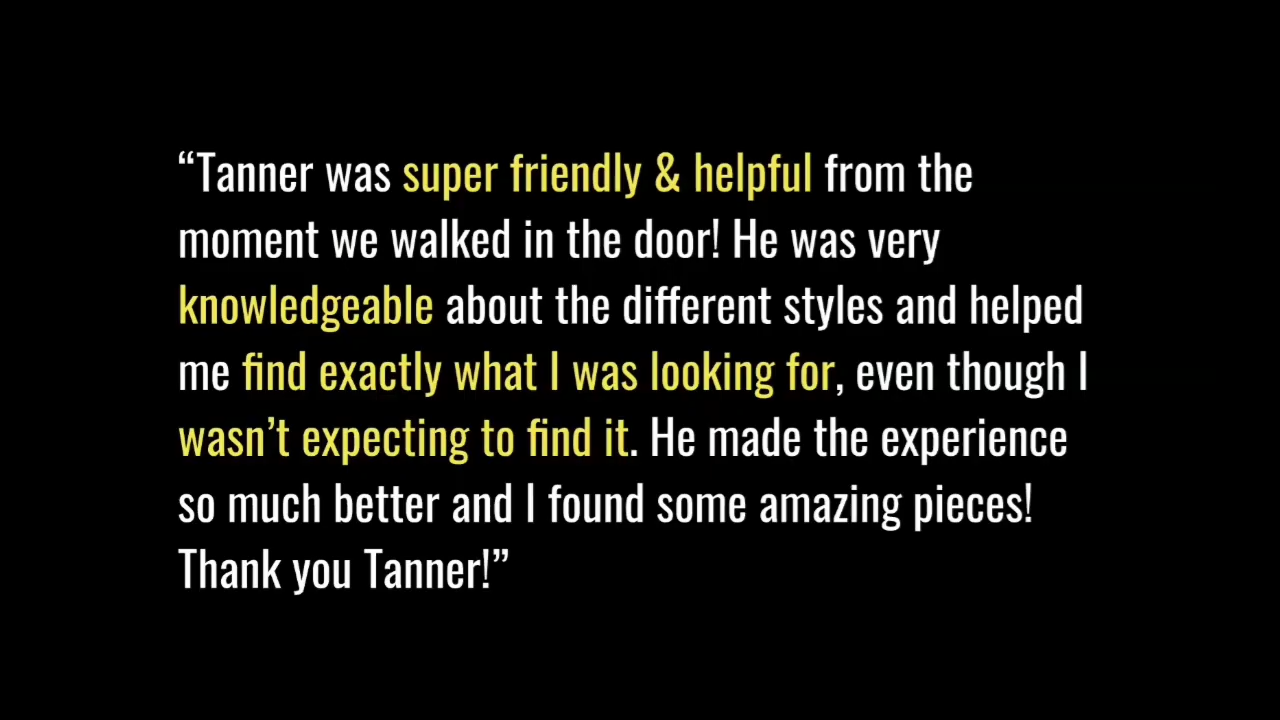 “Tanner was super friendly & helpful from the
moment we walked in the door! He was very
knowledgeable about the different styles and helped
me find exactly what I was looking for, even though I
wasn’t expecting to find it. He made the experience
so much better and I found some amazing pieces!
Thank you Tanner!”